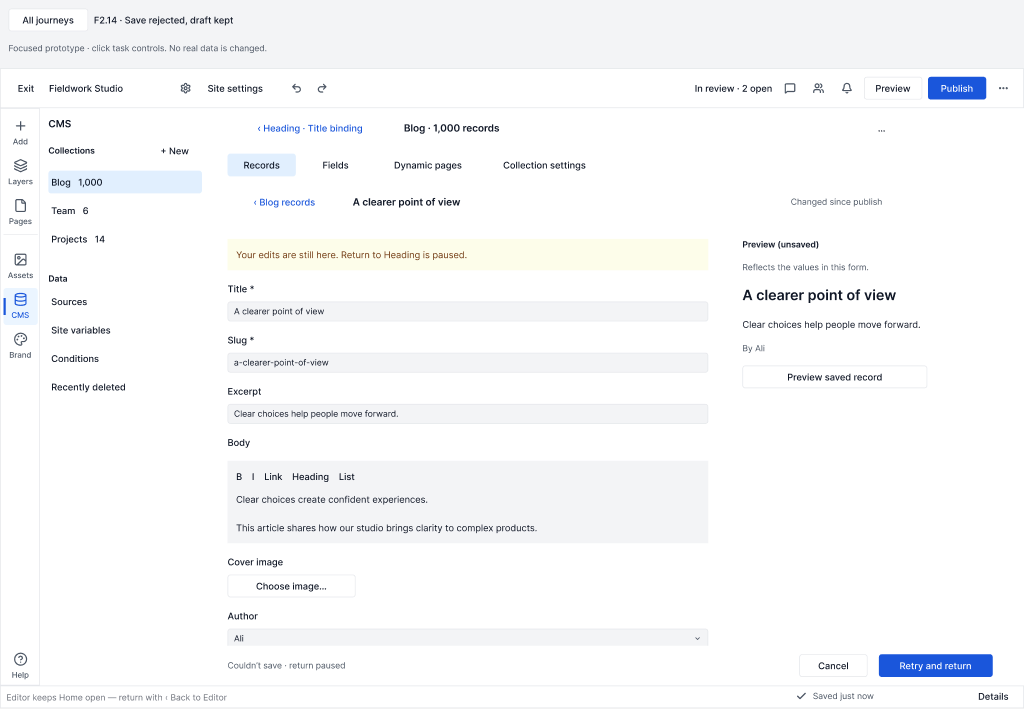 All journeys F2.14 · Save rejected, draft kept
Focused prototype · click task controls. No real data is changed.
Exit Fieldwork Studio Site settings In review · 2 open Preview Publish ...
Add
Layers
Pages
Assets
CMS
Brand
Help
CMS
Collections + New
Blog 1,000
Team 6
Projects 14
Data
Sources
Site variables
Conditions
Recently deleted
‹ Heading · Title binding Blog · 1,000 records ...
Records Fields Dynamic pages Collection settings
‹ Blog records A clearer point of view Changed since publish
Your edits are still here. Return to Heading is paused.
Title *
A clearer point of view
Slug *
a-clearer-point-of-view
Excerpt
Clear choices help people move forward.
Body
B I Link Heading List
Clear choices create confident experiences.
This article shares how our studio brings clarity to complex products.
Cover image
Choose image...
Author
Ali
Preview (unsaved)
Reflects the values in this form.
A clearer point of view
Clear choices help people move forward.
By Ali
Preview saved record
Couldn't save · return paused Cancel Retry and return
Editor keeps Home open — return with ‹ Back to Editor Saved just now Details